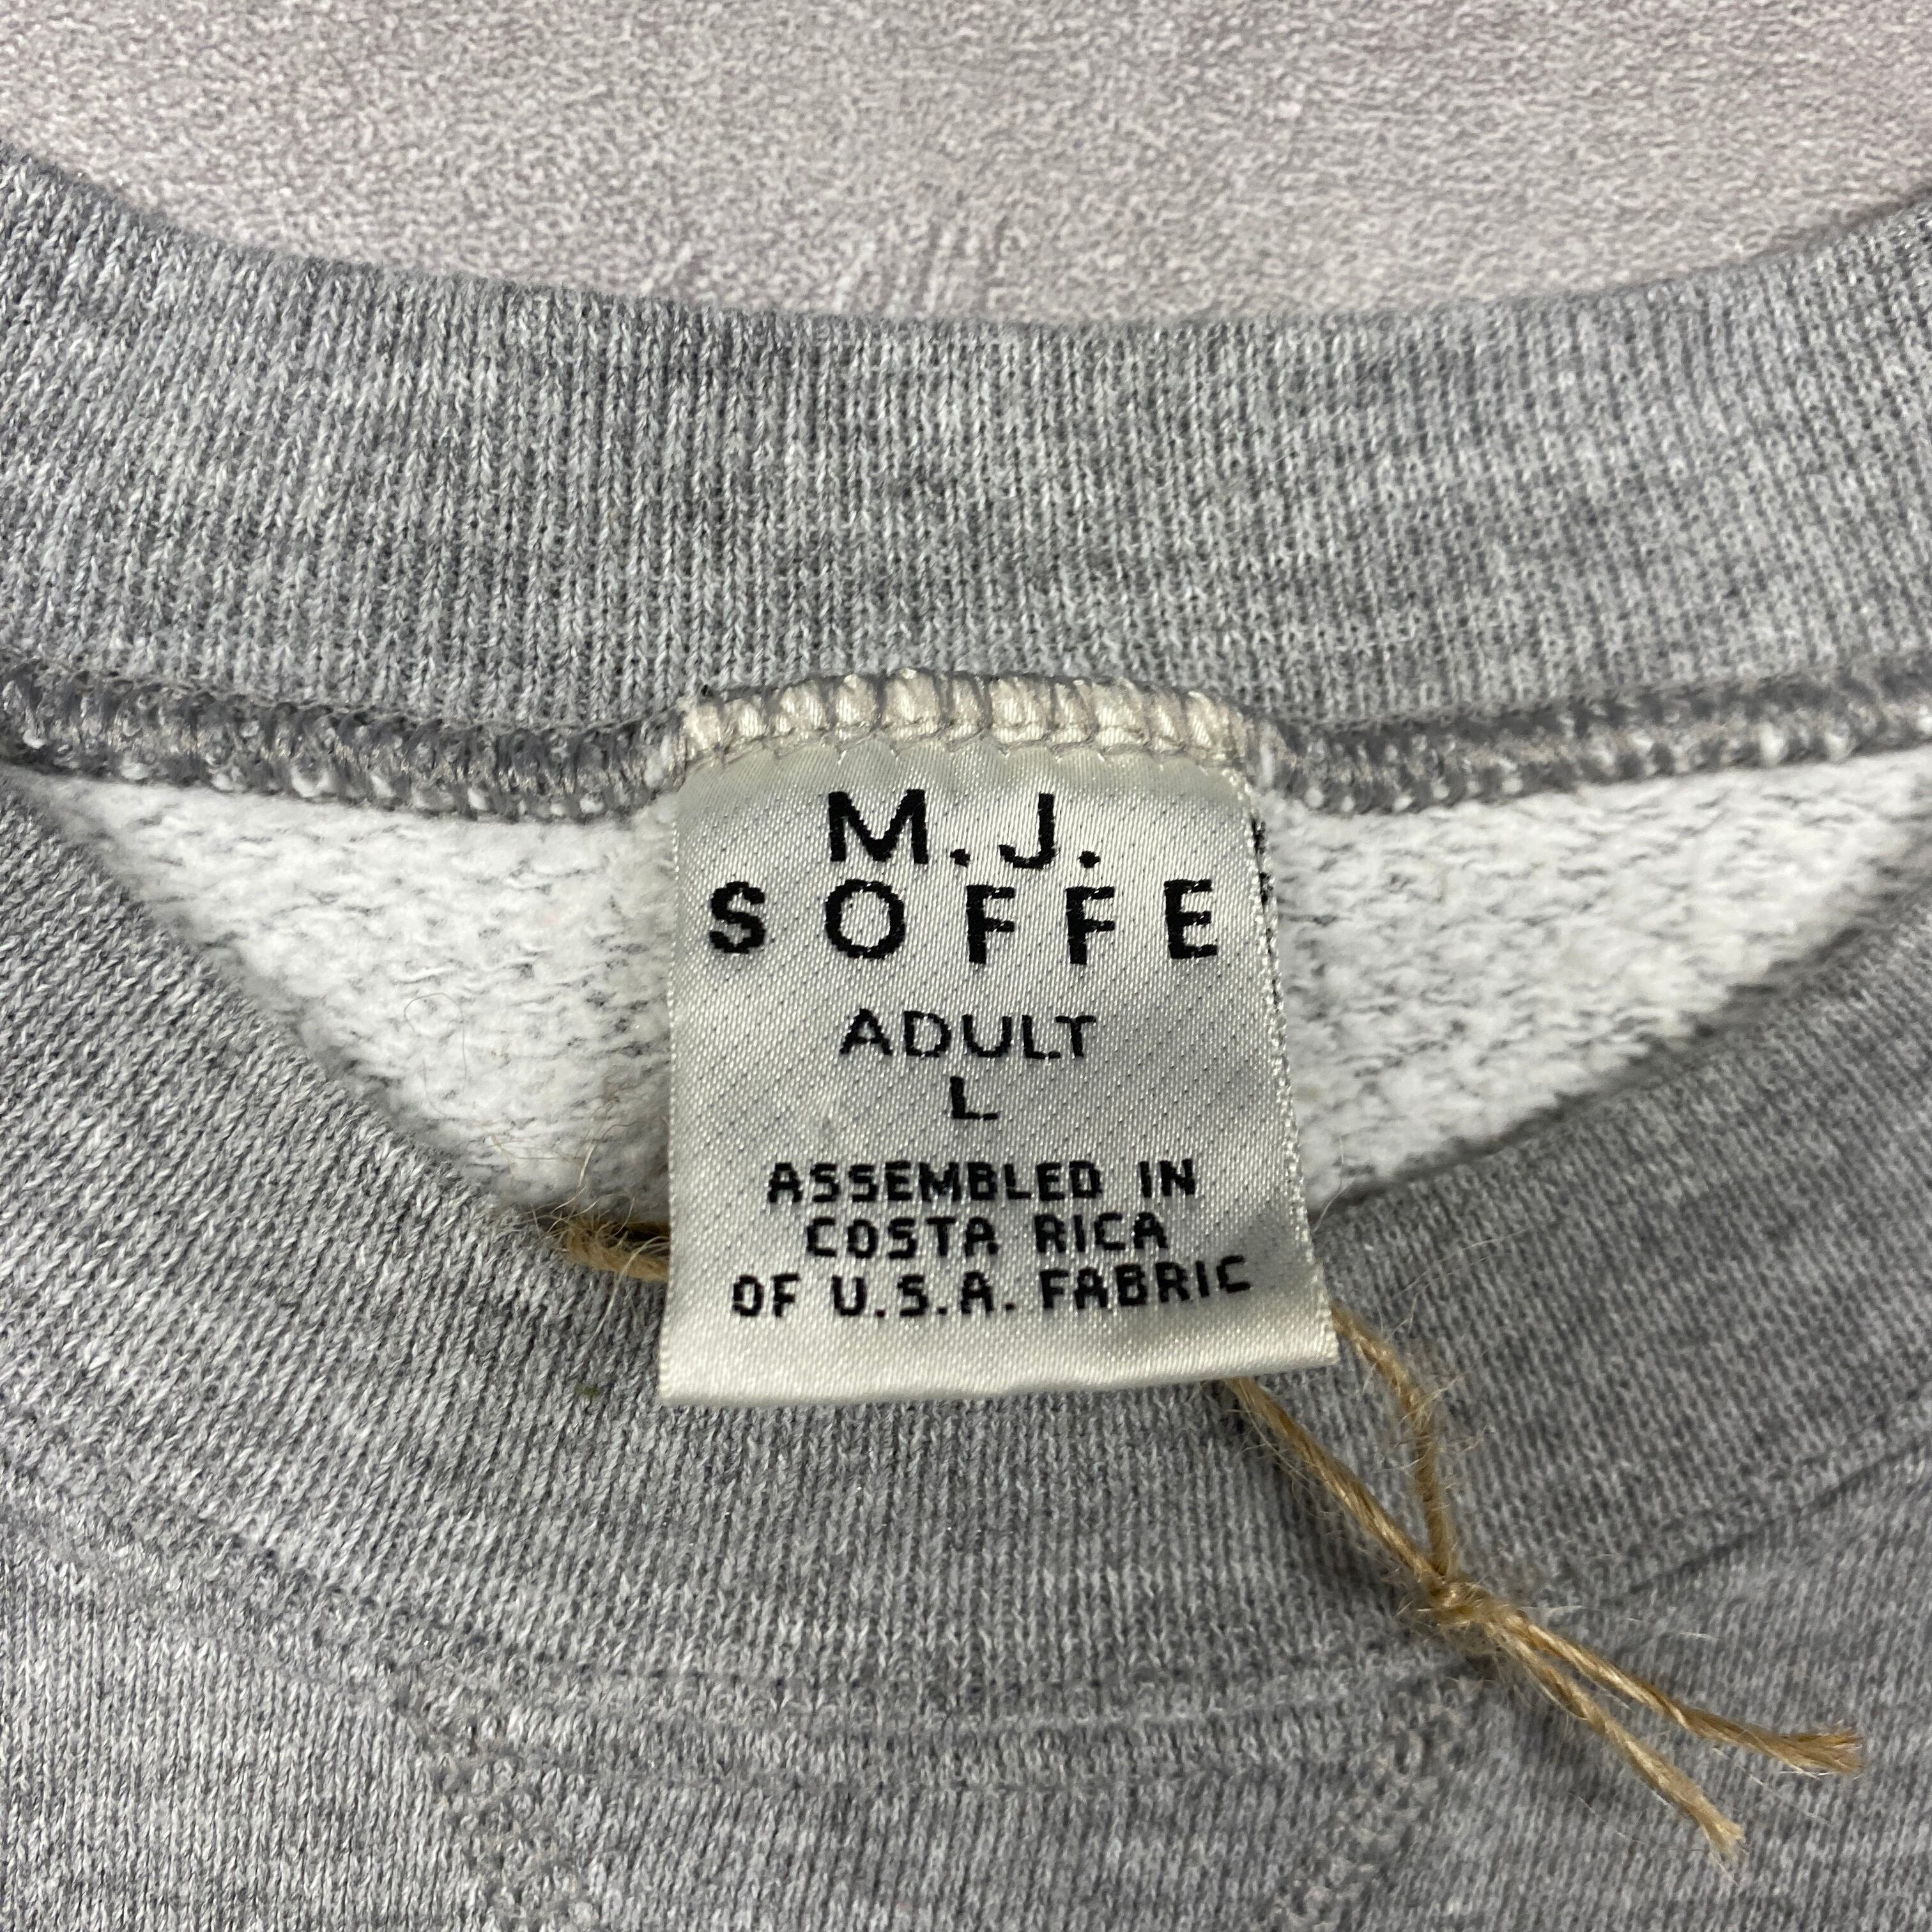 M.J.
SOFFE
ADULT
L
ASSEMBLED IN
COSTA RICA
OF U.S.A. FABRIC